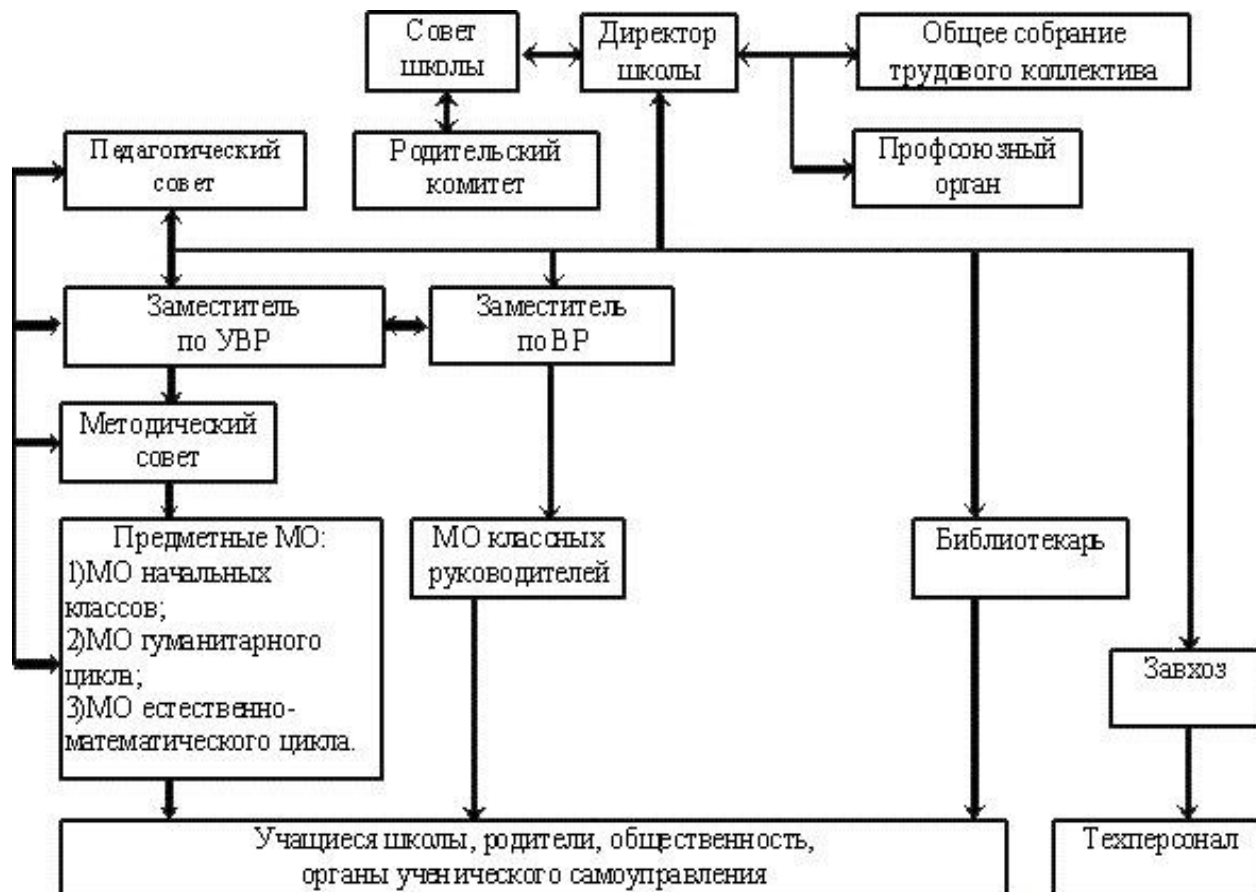 Совет
школы
Директор
школы
Общее собрание
трудового коллектива
Педагогический
совет
Родительский
комитет
Профсоюзный
орган
Заместитель
по УВР
Заместитель
по ВР
Методический
совет
Предметные МО:
1)МО начальных
классов;
2)МО гуманитарного
цикла;
3)МО естественно-
математического цикла.
МО классных
руководителей
Библиотекарь
Завхоз
Учащиеся школы, родители, общественность,
органы ученического самоуправления
Техперсонал